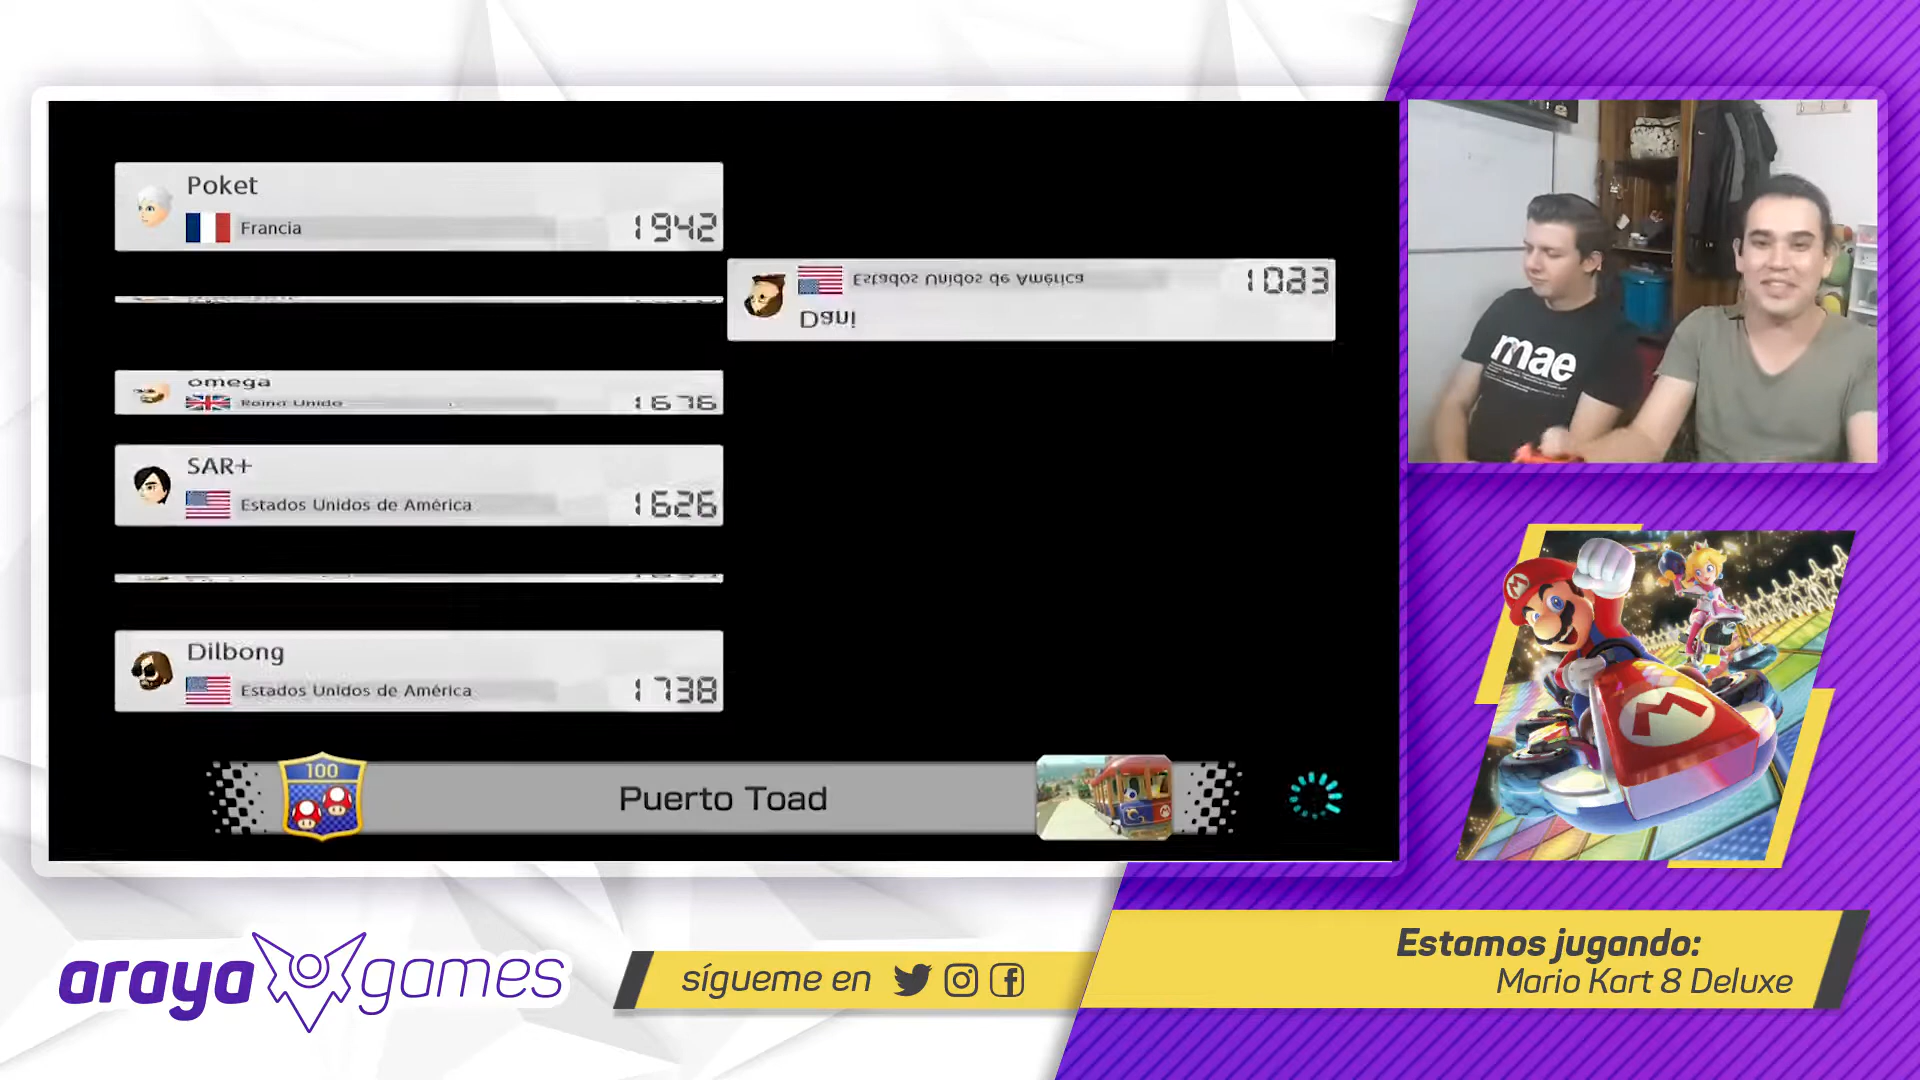 Poket
Francia
1942
Estados Unidos de América
1083
Dani
omega
Reino Unido
1676
SAR+
Estados Unidos de América
1626
Dilbong
Estados Unidos de América
1738
100
Puerto Toad
mae
M
M
araya games
sígueme en
Estamos jugando:
Mario Kart 8 Deluxe